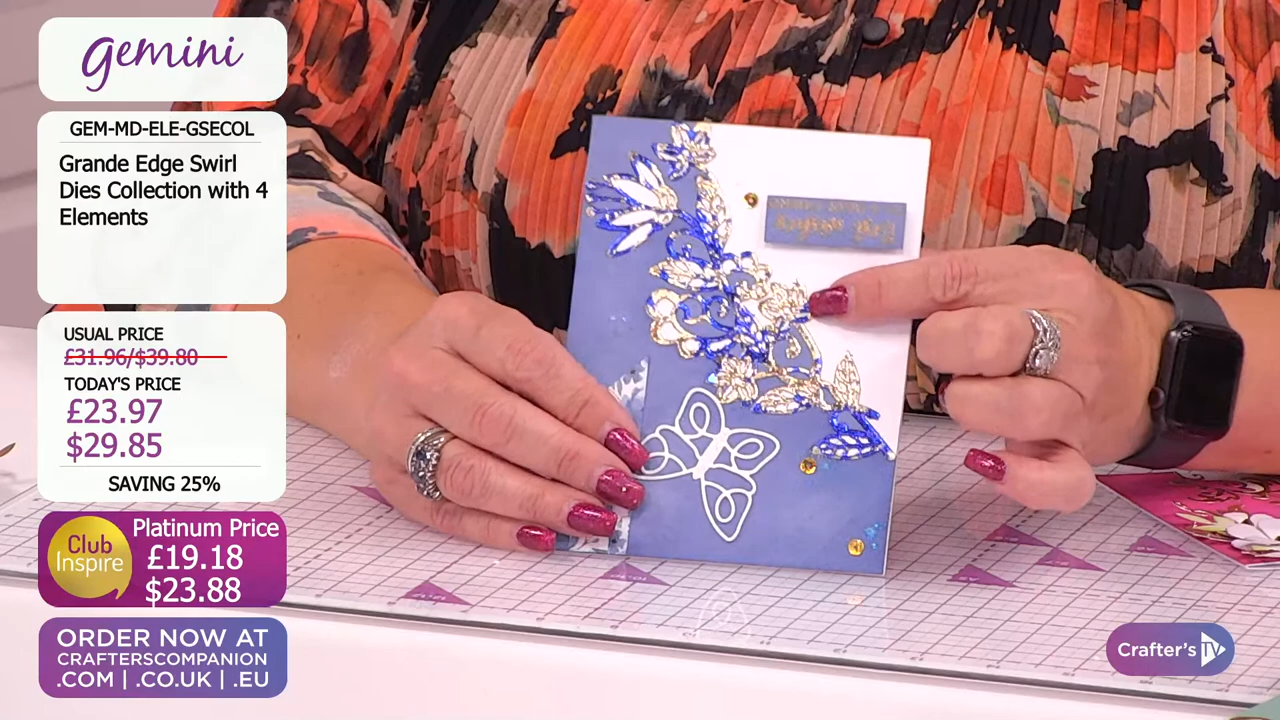 gemini
GEM-MD-ELE-GSECOL
Grande Edge Swirl
Dies Collection with 4
Elements
USUAL PRICE
£31.96/$39.80
TODAY'S PRICE
£23.97
$29.85
SAVING 25%
Club
Inspire
Platinum Price
£19.18
$23.88
ORDER NOW AT
CRAFTERSCOMPANION
.COM | .CO.UK | .EU
Crafter's TV